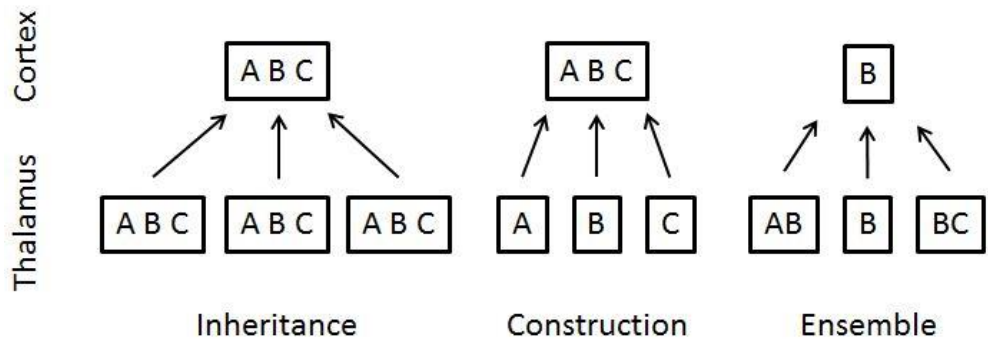 Cortex
A B C
A B C
B
Thalamus
A B C
A B C
A B C
A
B
C
AB
B
BC
Inheritance
Construction
Ensemble